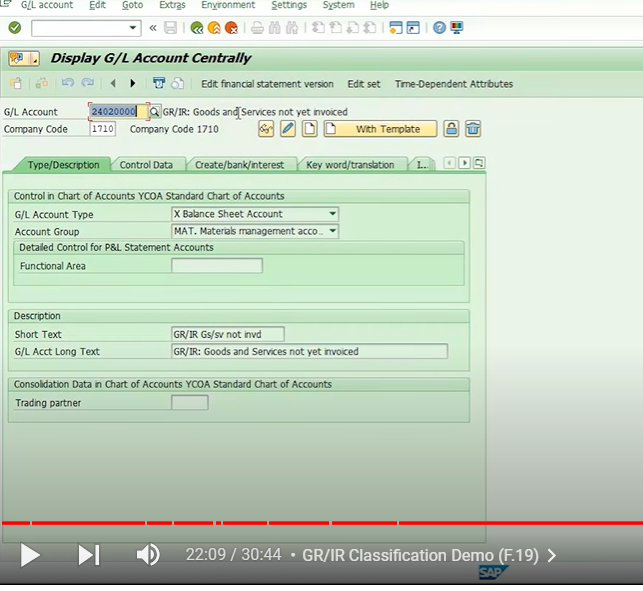 G/L account Edit Goto Extras Environment Settings System Help
Display G/L Account Centrally
Edit financial statement version Edit set Time-Dependent Attributes
G/L Account 24020000 GR/IR: Goods and Services not yet invoiced
Company Code 1710 Company Code 1710 With Template
Type/Description Control Data Create/bank/interest Key word/translation I...
Control in Chart of Accounts YCOA Standard Chart of Accounts
G/L Account Type X Balance Sheet Account
Account Group MAT. Materials management acco...
Detailed Control for P&L Statement Accounts
Functional Area
Description
Short Text GR/IR Gs/sv not invd
G/L Acct Long Text GR/IR: Goods and Services not yet invoiced
Consolidation Data in Chart of Accounts YCOA Standard Chart of Accounts
Trading partner
22:09 / 30:44 • GR/IR Classification Demo (F.19)
SAP